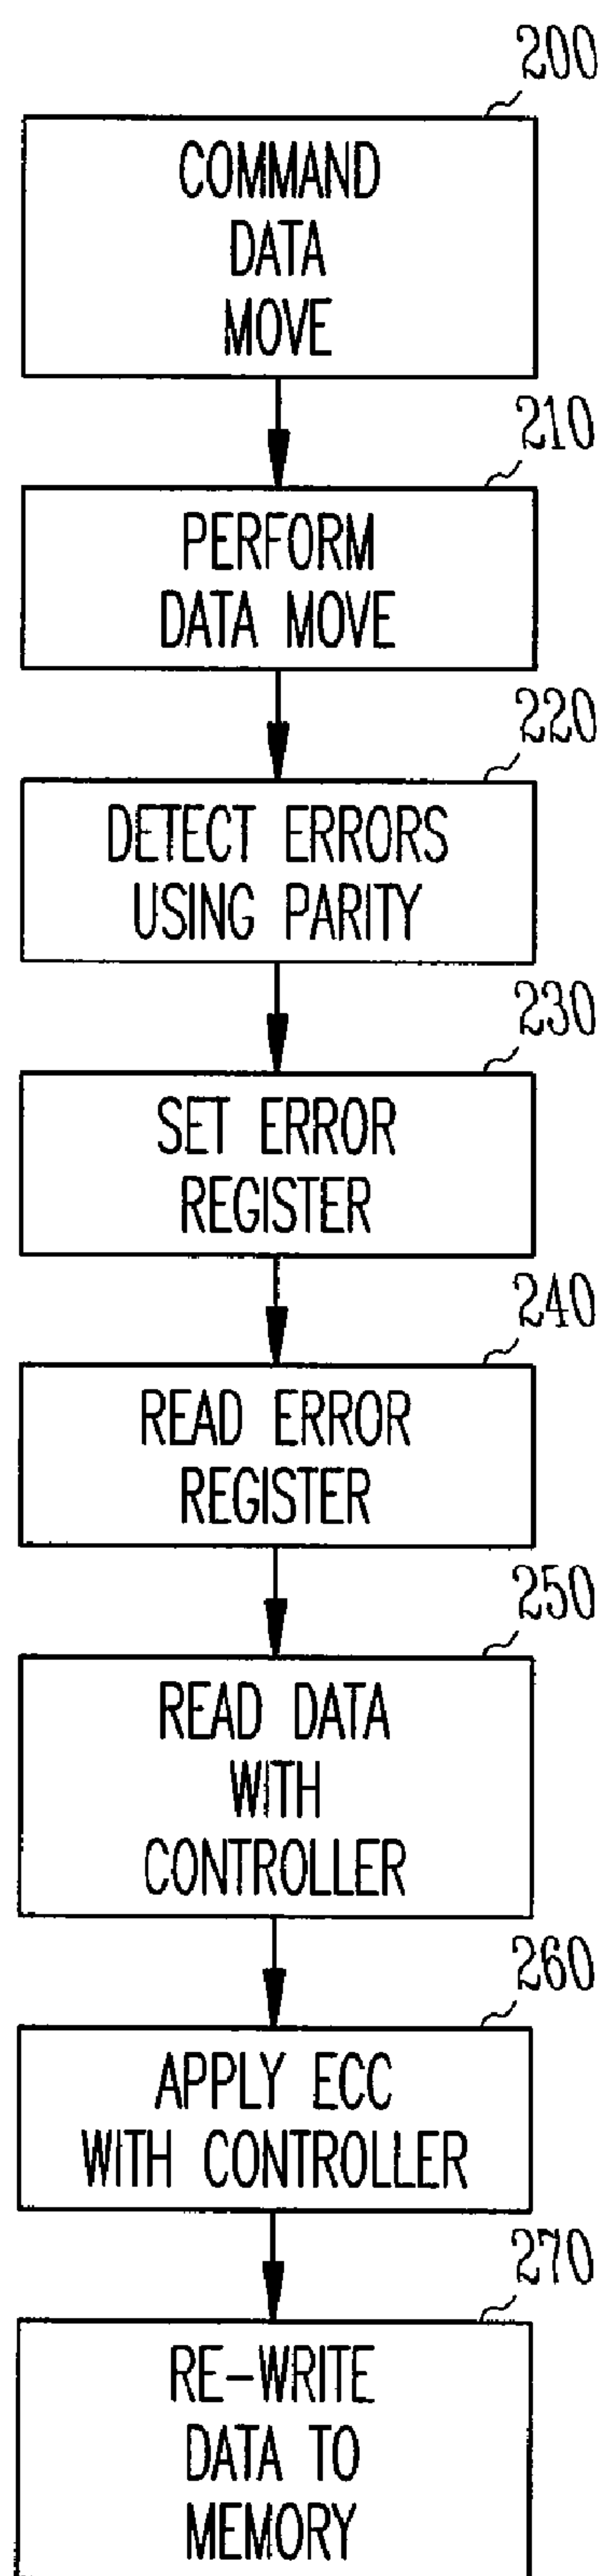 200
COMMAND
DATA
MOVE
210
PERFORM
DATA MOVE
220
DETECT ERRORS
USING PARITY
230
SET ERROR
REGISTER
240
READ ERROR
REGISTER
250
READ DATA
WITH
CONTROLLER
260
APPLY ECC
WITH CONTROLLER
270
RE-WRITE
DATA TO
MEMORY